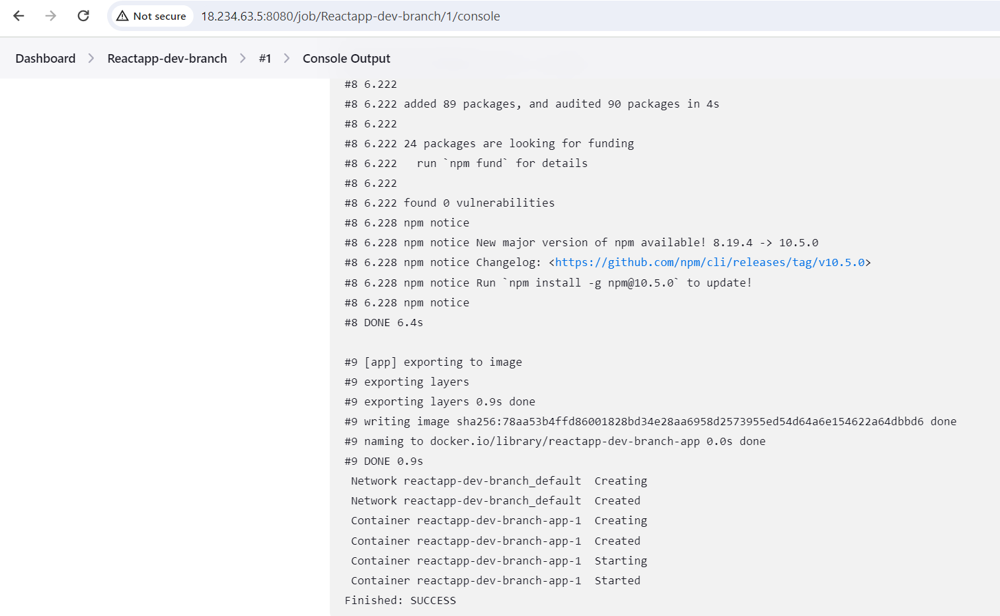 Not secure 18.234.63.5:8080/job/Reactapp-dev-branch/1/console
Dashboard > Reactapp-dev-branch > #1 > Console Output
#8 6.222
#8 6.222 added 89 packages, and audited 90 packages in 4s
#8 6.222
#8 6.222 24 packages are looking for funding
#8 6.222   run `npm fund` for details
#8 6.222
#8 6.222 found 0 vulnerabilities
#8 6.228 npm notice
#8 6.228 npm notice New major version of npm available! 8.19.4 -> 10.5.0
#8 6.228 npm notice Changelog: <https://github.com/npm/cli/releases/tag/v10.5.0>
#8 6.228 npm notice Run `npm install -g npm@10.5.0` to update!
#8 6.228 npm notice
#8 DONE 6.4s
#9 [app] exporting to image
#9 exporting layers
#9 exporting layers 0.9s done
#9 writing image sha256:78aa53b4ffd86001828bd34e28aa6958d2573955ed54d64a6e154622a64dbbd6 done
#9 naming to docker.io/library/reactapp-dev-branch-app 0.0s done
#9 DONE 0.9s
Network reactapp-dev-branch_default  Creating
Network reactapp-dev-branch_default  Created
Container reactapp-dev-branch-app-1  Creating
Container reactapp-dev-branch-app-1  Created
Container reactapp-dev-branch-app-1  Starting
Container reactapp-dev-branch-app-1  Started
Finished: SUCCESS